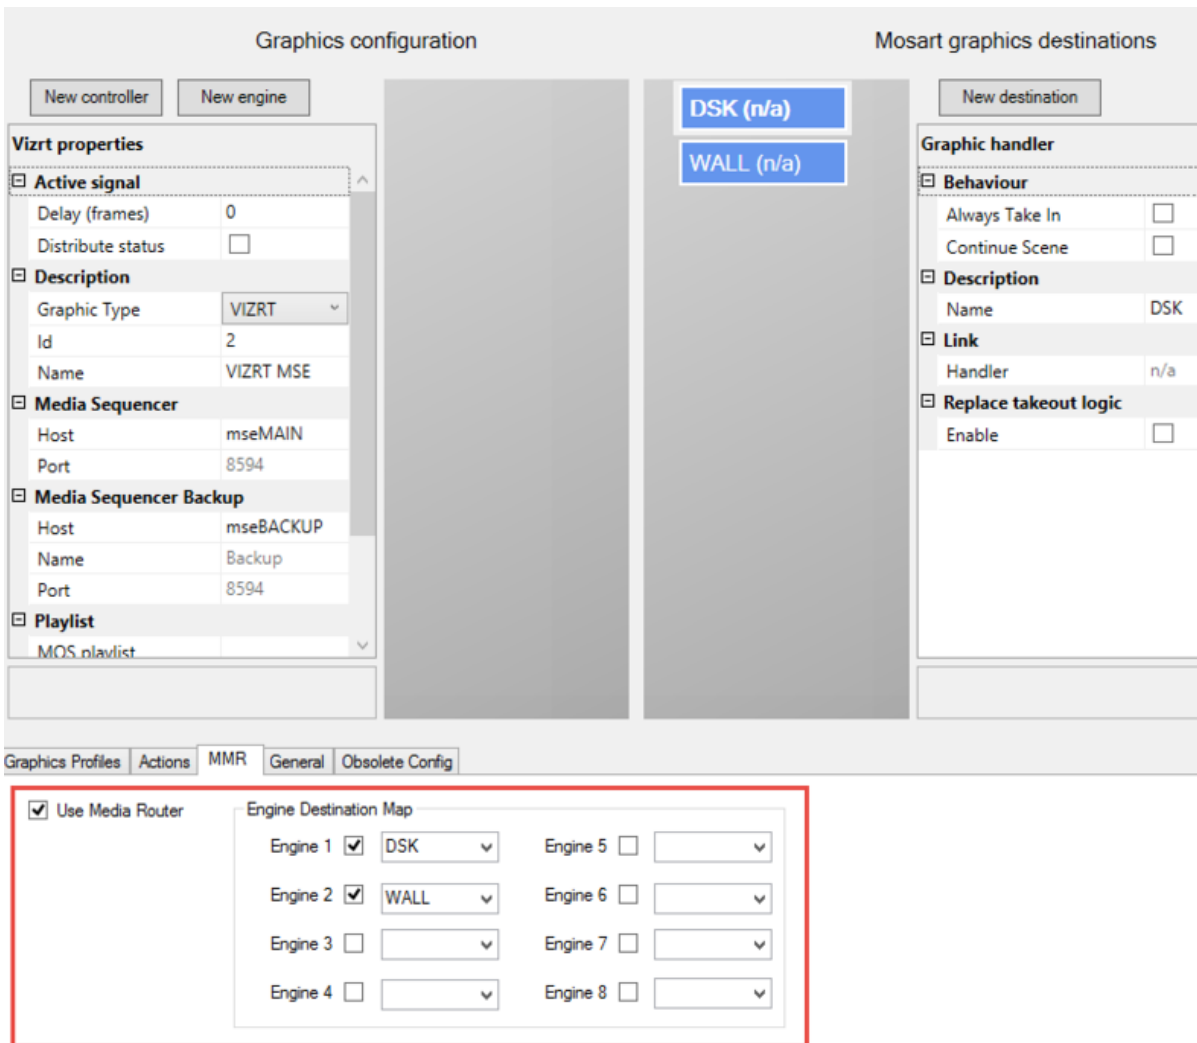 Graphics configuration
Mosart graphics destinations
New controller
New engine
DSK (n/a)
WALL (n/a)
New destination
Vizrt properties
Active signal
Delay (frames) 0
Distribute status
Description
Graphic Type VIZRT
Id 2
Name VIZRT MSE
Media Sequencer
Host mseMAIN
Port 8594
Media Sequencer Backup
Host mseBACKUP
Name Backup
Port 8594
Playlist
MOS playlist
Graphic handler
Behaviour
Always Take In
Continue Scene
Description
Name DSK
Link
Handler n/a
Replace takeout logic
Enable
Graphics Profiles Actions MMR General Obsolete Config
Use Media Router
Engine Destination Map
Engine 1 DSK Engine 5
Engine 2 WALL Engine 6
Engine 3 Engine 7
Engine 4 Engine 8